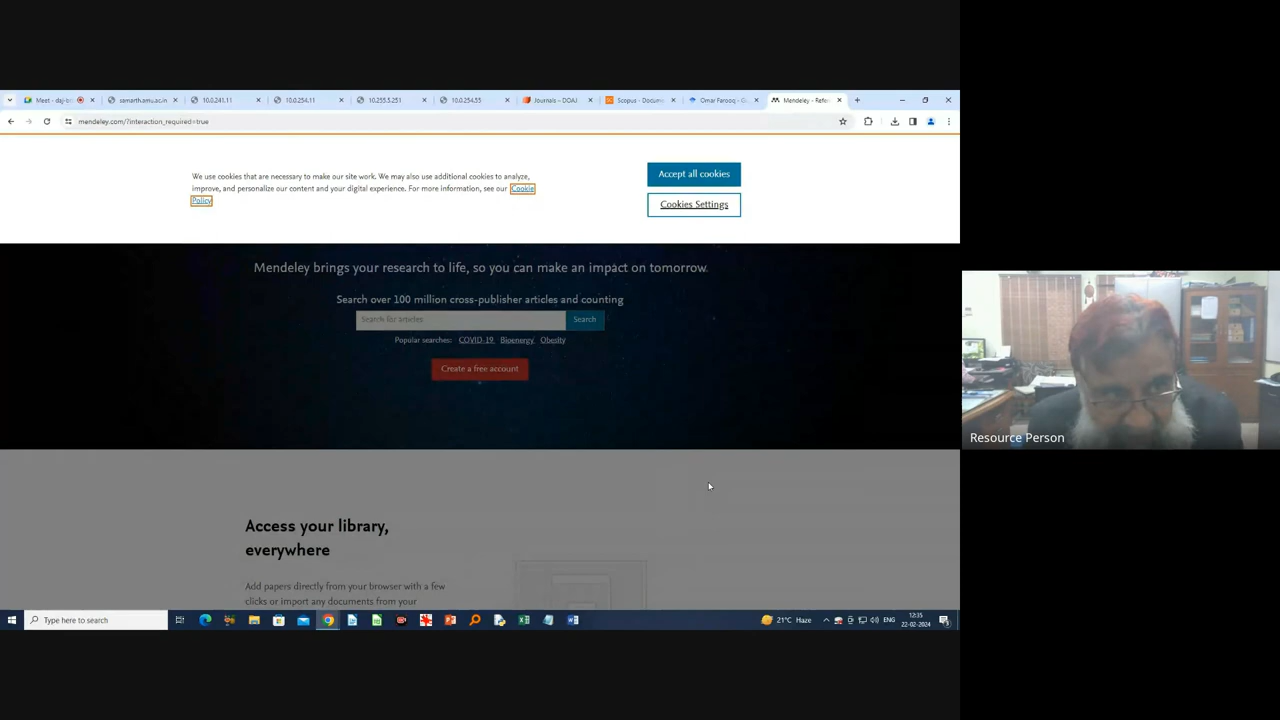 Meet - daj-b
samarth.amu.ac.in
10.0.241.11
10.0.254.11
10.255.5.251
10.0.254.55
Journals – DOAJ
Scopus - Docum
Omar Farooq - G
Mendeley - Refer
mendeley.com/?interaction_required=true
We use cookies that are necessary to make our site work. We may also use additional cookies to analyze,
improve, and personalize our content and your digital experience. For more information, see our Cookie
Policy
Accept all cookies
Cookies Settings
Mendeley brings your research to life, so you can make an impact on tomorrow.
Search over 100 million cross-publisher articles and counting
Search for articles
Search
Popular searches: COVID-19 Bioenergy Obesity
Create a free account
Access your library,
everywhere
Add papers directly from your browser with a few
clicks or import any documents from your
Resource Person
Type here to search
21°C Haze
ENG
12:35
22-02-2024